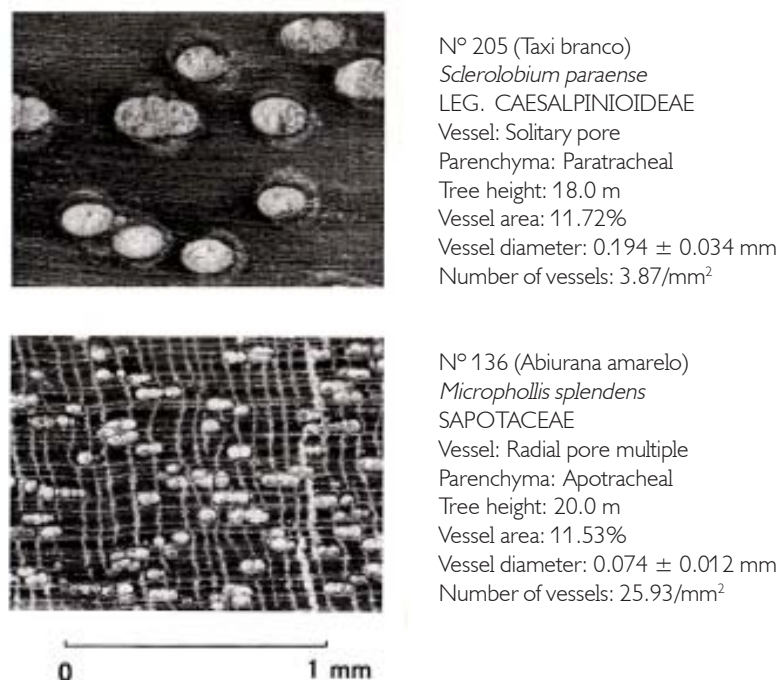 Nº 205 (Taxi branco)
Sclerolobium paraense
LEG. CAESALPINIOIDEAE
Vessel: Solitary pore
Parenchyma: Paratracheal
Tree height: 18.0 m
Vessel area: 11.72%
Vessel diameter: 0.194 ± 0.034 mm
Number of vessels: 3.87/mm²
Nº 136 (Abiurana amarelo)
Microphollis splendens
SAPOTACEAE
Vessel: Radial pore multiple
Parenchyma: Apotracheal
Tree height: 20.0 m
Vessel area: 11.53%
Vessel diameter: 0.074 ± 0.012 mm
Number of vessels: 25.93/mm²
0 1 mm